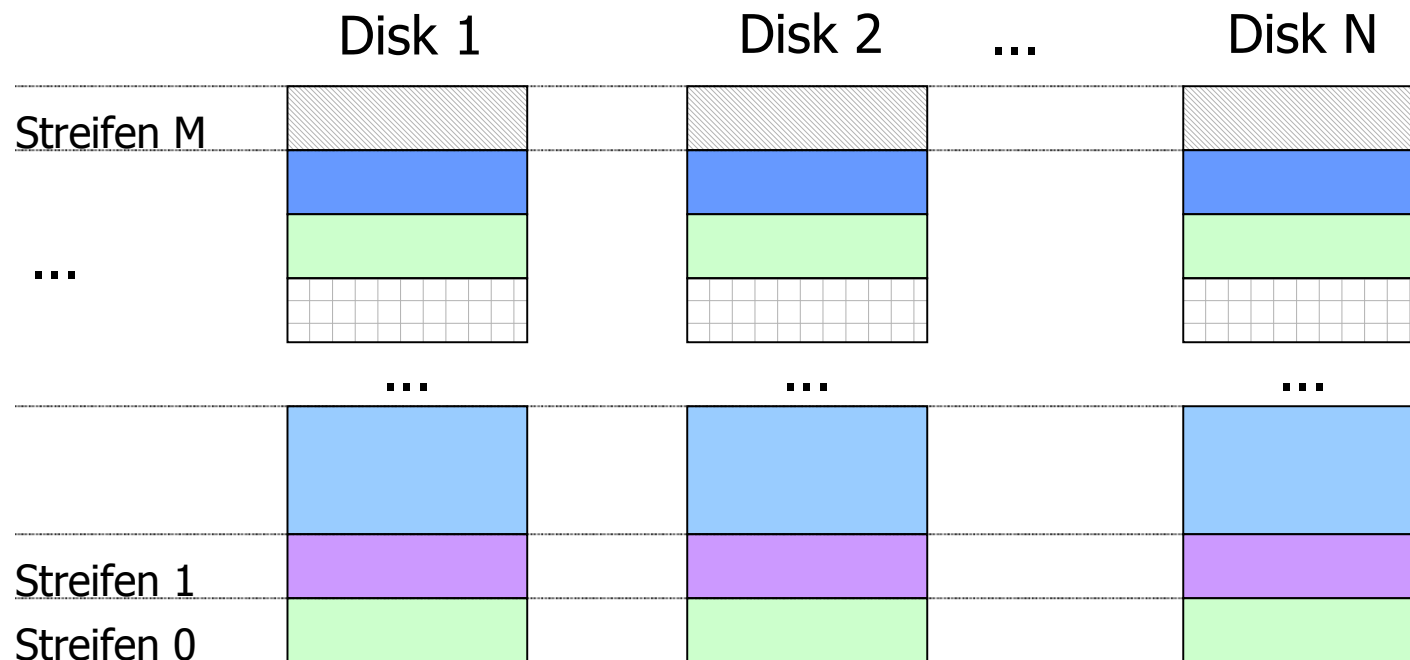 Disk 1 Disk 2 ... Disk N
Streifen M
...
... ... ...
Streifen 1
Streifen 0